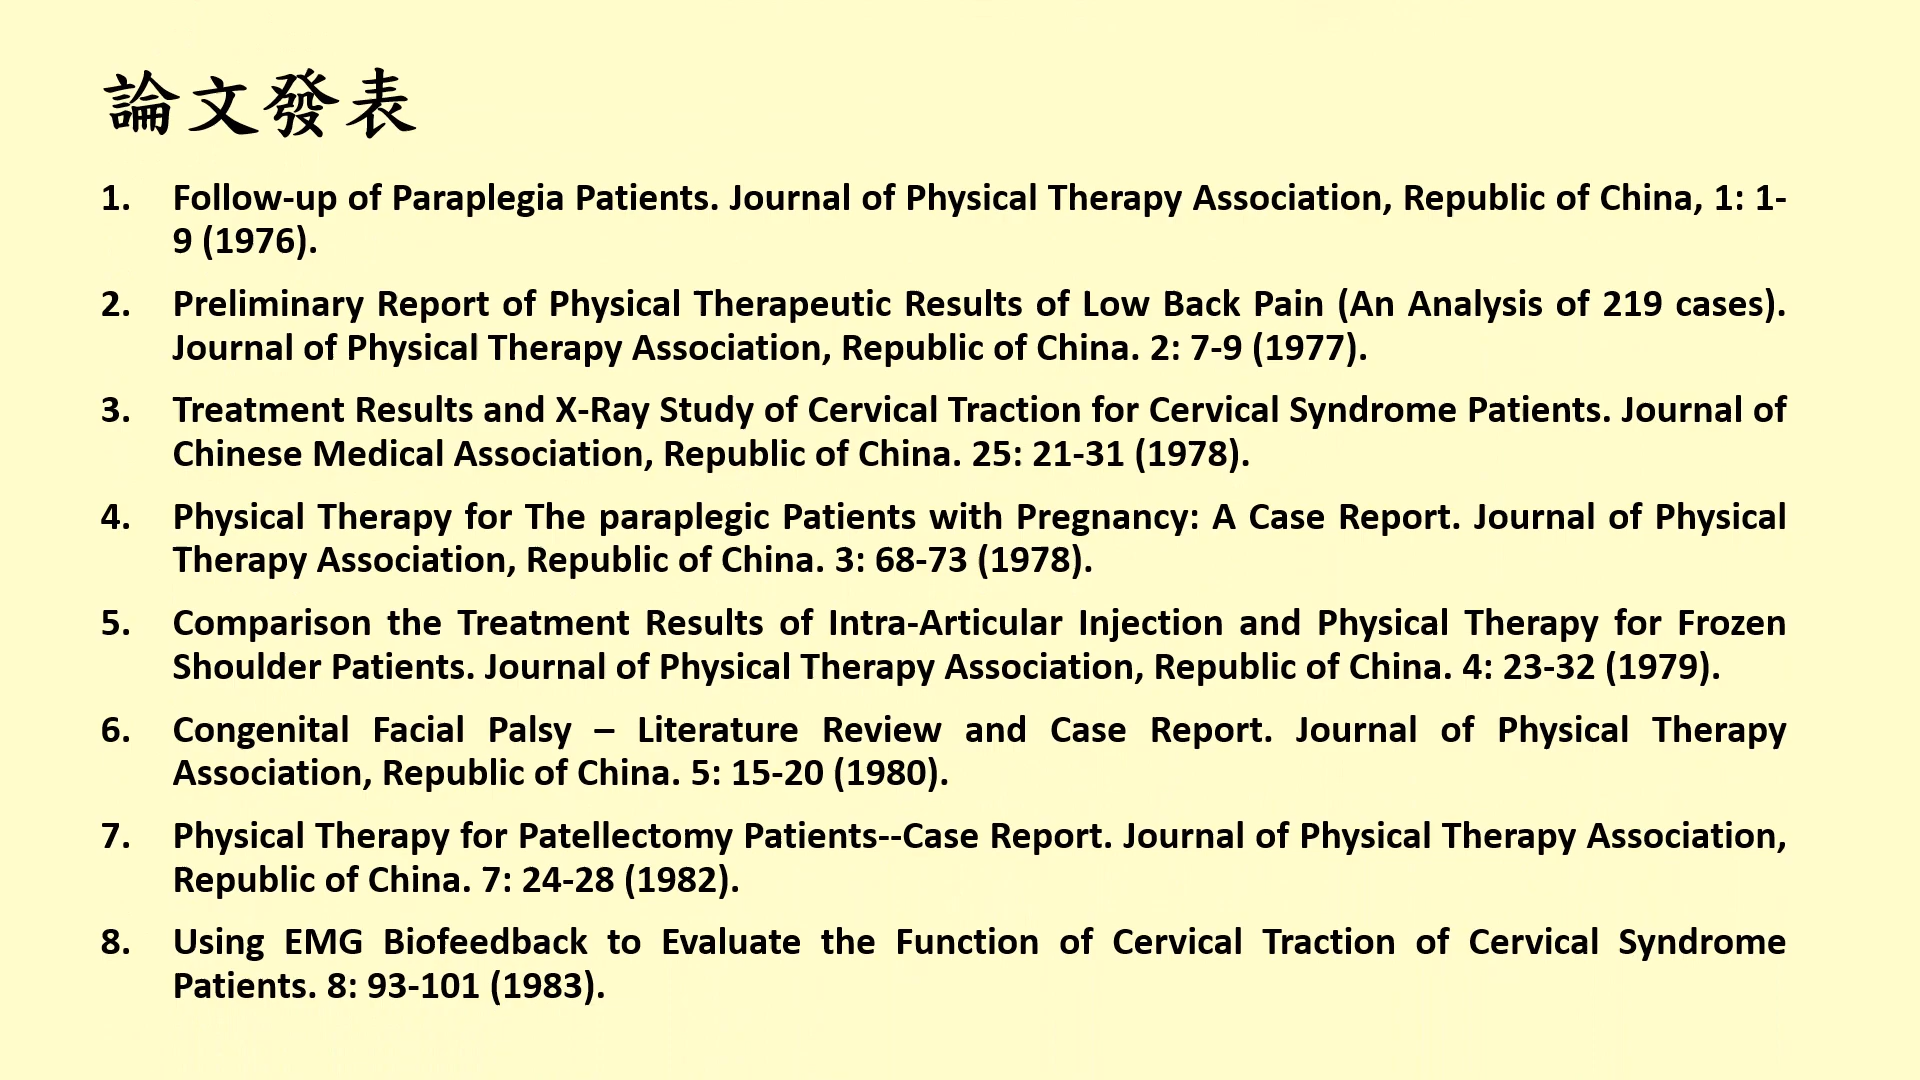 論文發表
1. Follow-up of Paraplegia Patients. Journal of Physical Therapy Association, Republic of China, 1: 1-
9 (1976).
2. Preliminary Report of Physical Therapeutic Results of Low Back Pain (An Analysis of 219 cases).
Journal of Physical Therapy Association, Republic of China. 2: 7-9 (1977).
3. Treatment Results and X-Ray Study of Cervical Traction for Cervical Syndrome Patients. Journal of
Chinese Medical Association, Republic of China. 25: 21-31 (1978).
4. Physical Therapy for The paraplegic Patients with Pregnancy: A Case Report. Journal of Physical
Therapy Association, Republic of China. 3: 68-73 (1978).
5. Comparison the Treatment Results of Intra-Articular Injection and Physical Therapy for Frozen
Shoulder Patients. Journal of Physical Therapy Association, Republic of China. 4: 23-32 (1979).
6. Congenital Facial Palsy – Literature Review and Case Report. Journal of Physical Therapy
Association, Republic of China. 5: 15-20 (1980).
7. Physical Therapy for Patellectomy Patients--Case Report. Journal of Physical Therapy Association,
Republic of China. 7: 24-28 (1982).
8. Using EMG Biofeedback to Evaluate the Function of Cervical Traction of Cervical Syndrome
Patients. 8: 93-101 (1983).